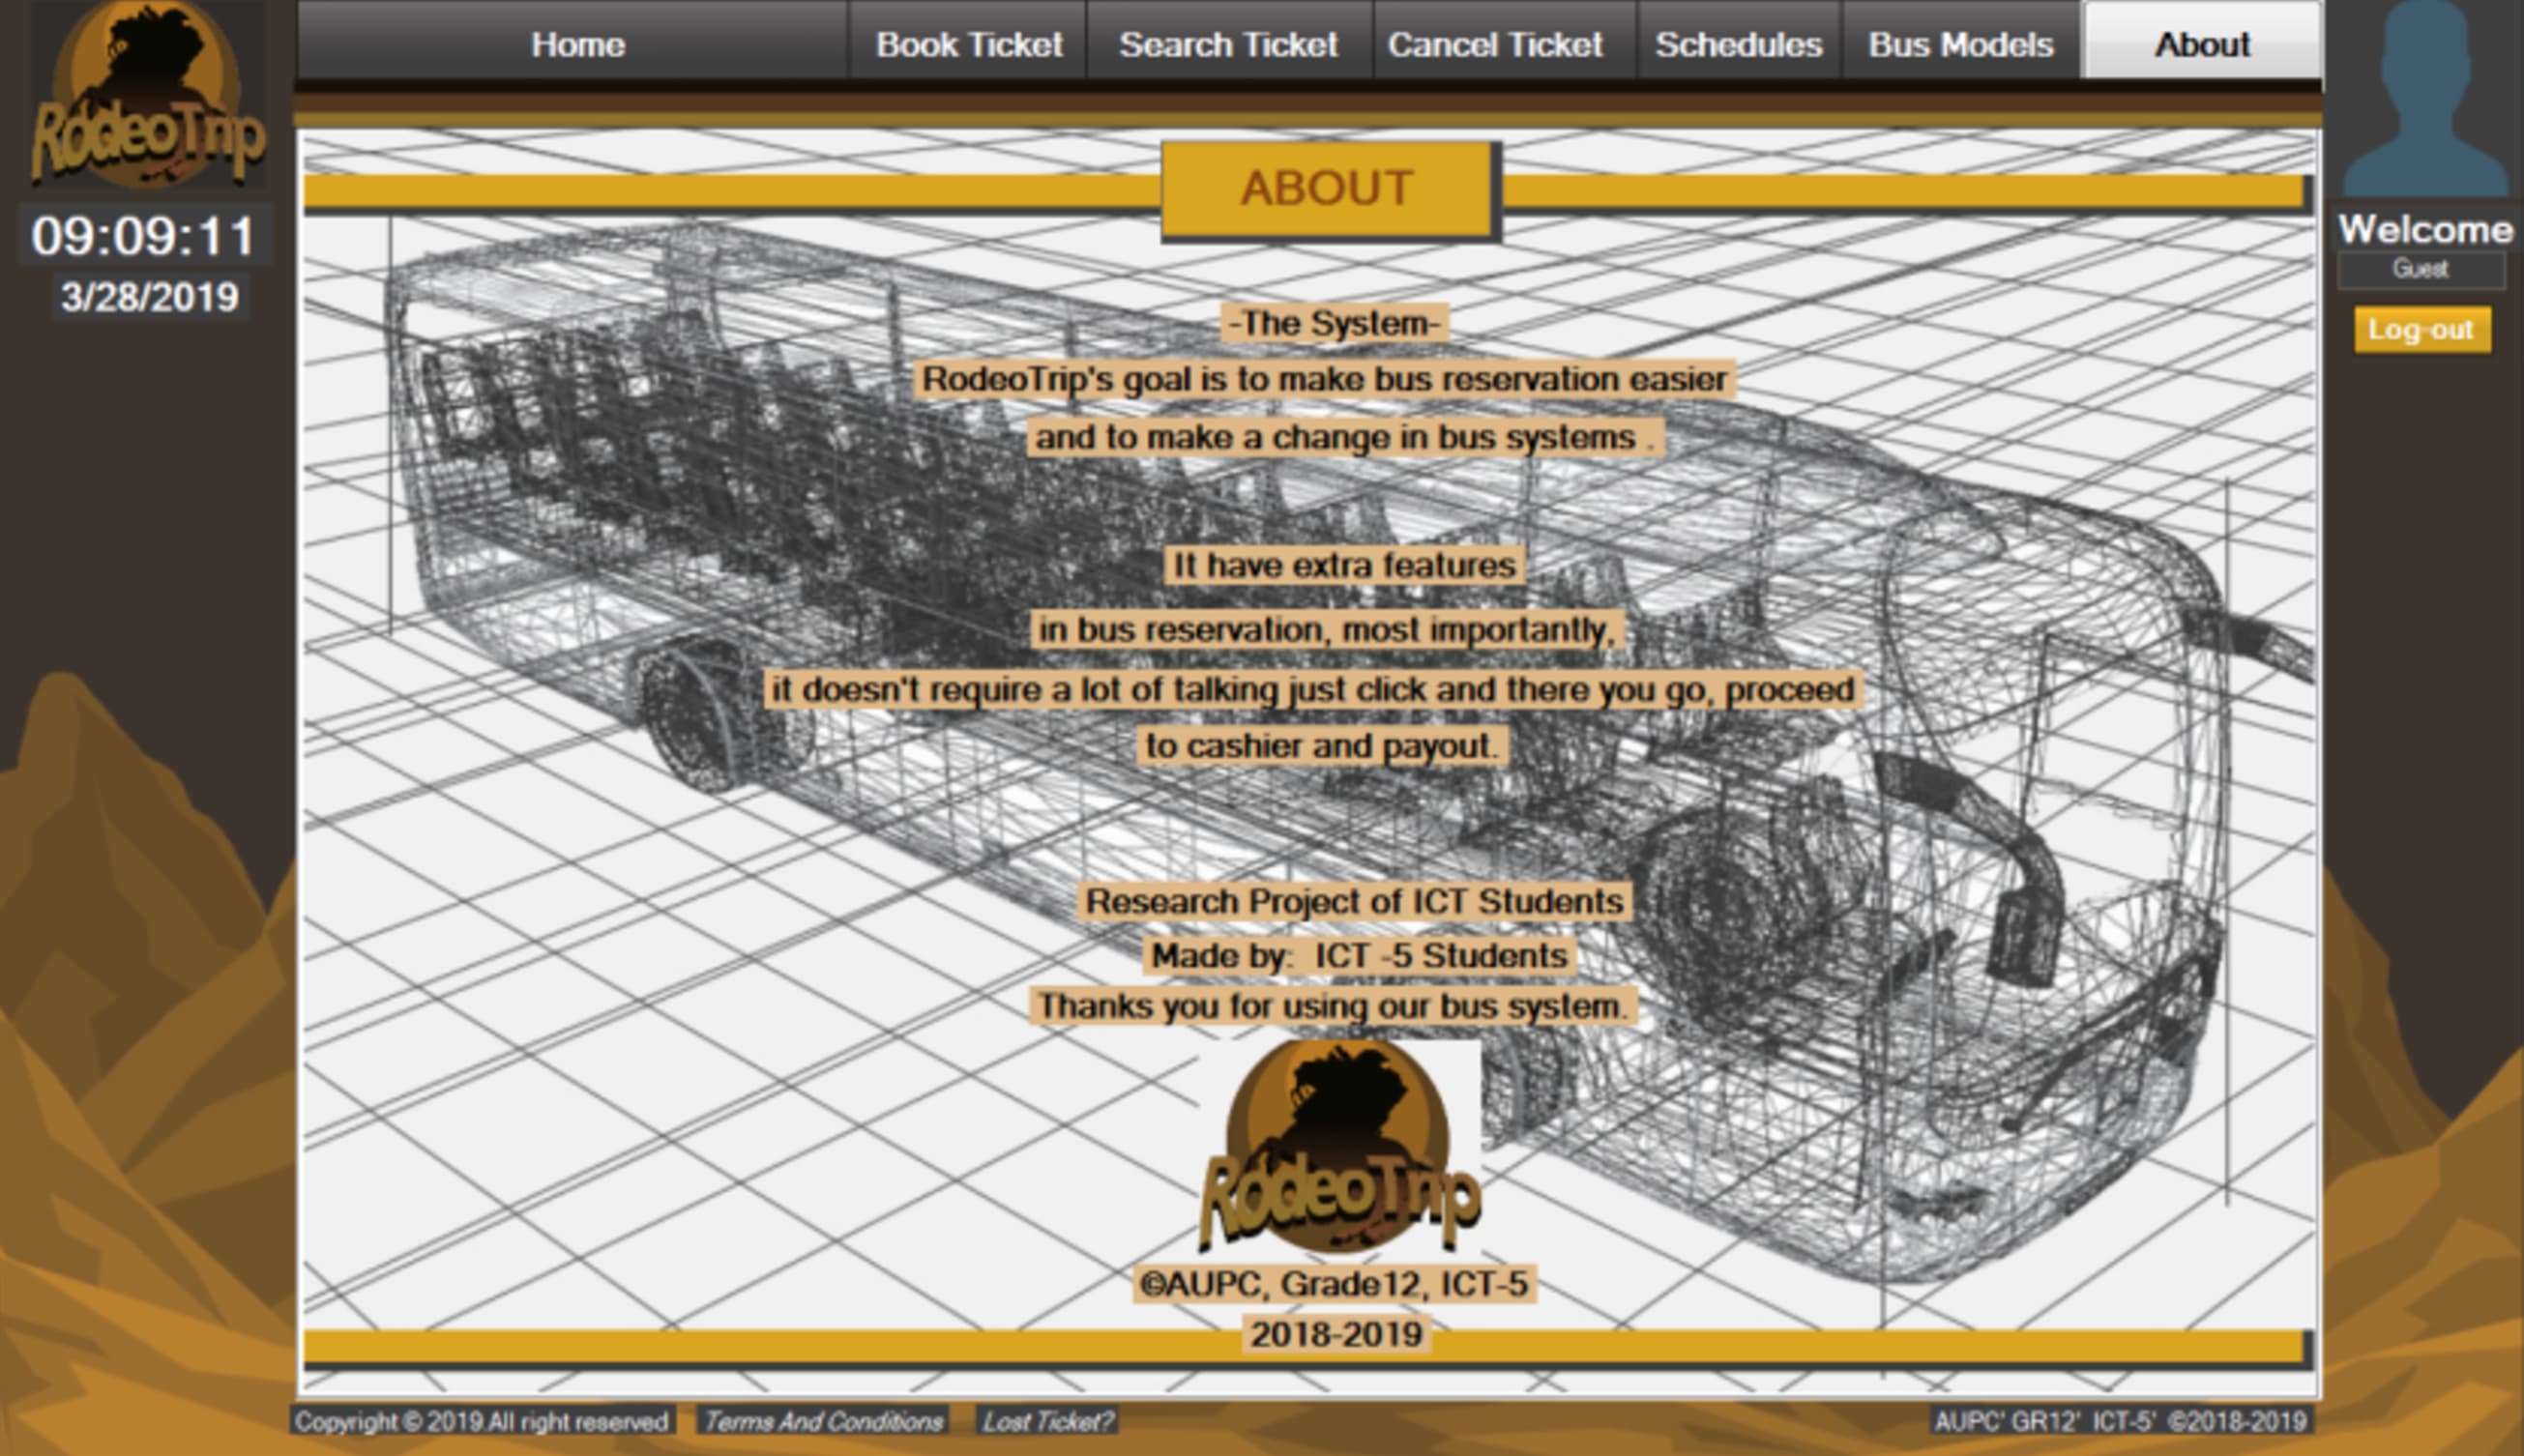 Home Book Ticket Search Ticket Cancel Ticket Schedules Bus Models About
RodeoTrip
09:09:11
3/28/2019
Welcome
Guest
Log-out
ABOUT
-The System-
RodeoTrip's goal is to make bus reservation easier
and to make a change in bus systems .
It have extra features
in bus reservation, most importantly,
it doesn't require a lot of talking just click and there you go, proceed
to cashier and payout.
Research Project of ICT Students
Made by:  ICT -5 Students
Thanks you for using our bus system.
RodeoTrip
©AUPC, Grade12, ICT-5
2018-2019
Copyright © 2019.All right reserved Terms And Conditions Lost Ticket? AUPC' GR12'  ICT-5'  ©2018-2019